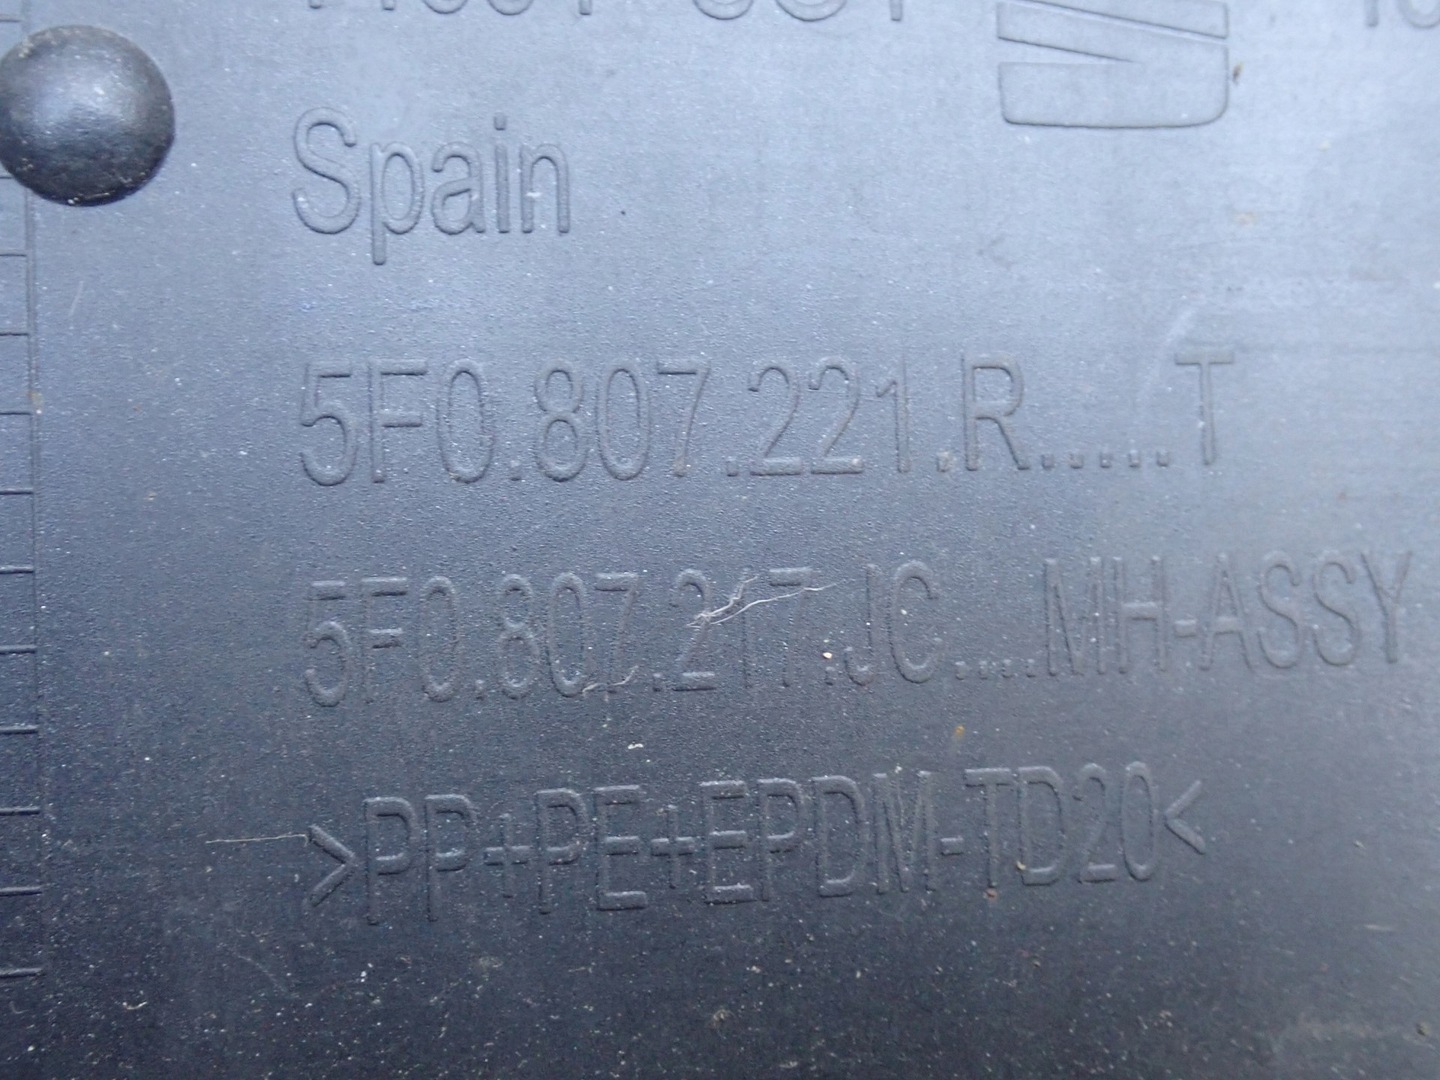 Spain
5F0.807.221.R.....T
5F0.807.217.JC.....MH-ASSY
>PP+PE+EPDM-TD20<